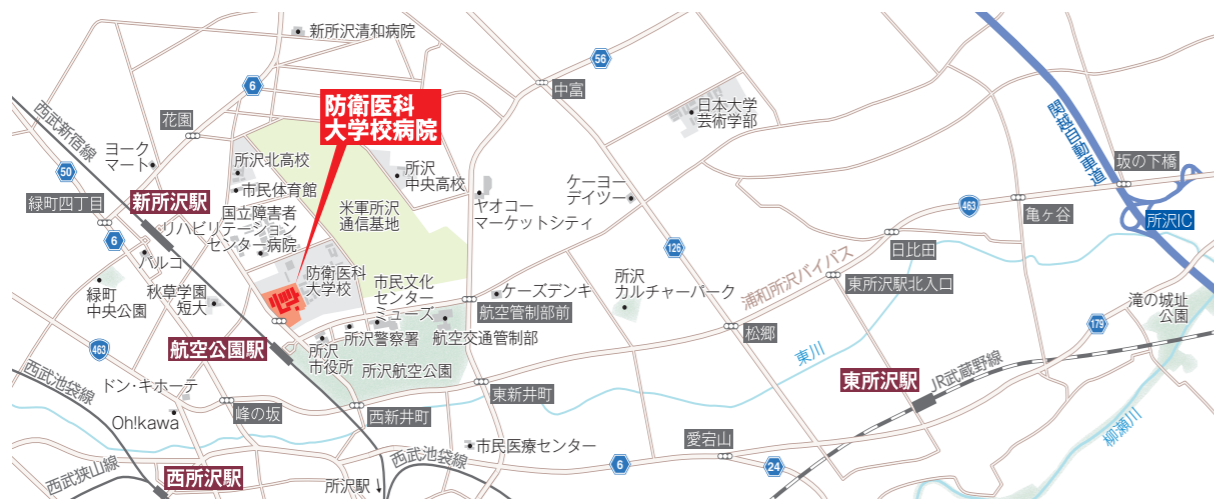 新所沢清和病院
6
56
中富
防衛医科
大学校病院
日本大学
芸術学部
関越自動車道
西武新宿線
花園
ヨーク
マート
所沢北高校
所沢
中央高校
坂の下橋
50
新所沢駅
市民体育館
米軍所沢
通信基地
ヤオコー
マーケットシティ
ケーヨー
デイツー
463
亀ヶ谷
所沢IC
緑町四丁目
国立障害者
リハビリテーション
センター病院
6
パルコ
126
日比田
浦和所沢バイパス
東所沢駅北入口
防衛医科
大学校
市民文化
センター
ミューズ
ケーズデンキ
所沢
カルチャーパーク
緑町
中央公園
秋草学園
短大
航空管制部前
滝の城址
公園
179
松郷
所沢警察署
航空交通管制部
463
航空公園駅
所沢
市役所
所沢航空公園
東川
東所沢駅
JR武蔵野線
西武池袋線
ドン・キホーテ
Oh!kawa
峰の坂
西新井町
東新井町
柳瀬川
愛宕山
市民医療センター
6
24
西武池袋線
西武狭山線
西所沢駅
所沢駅